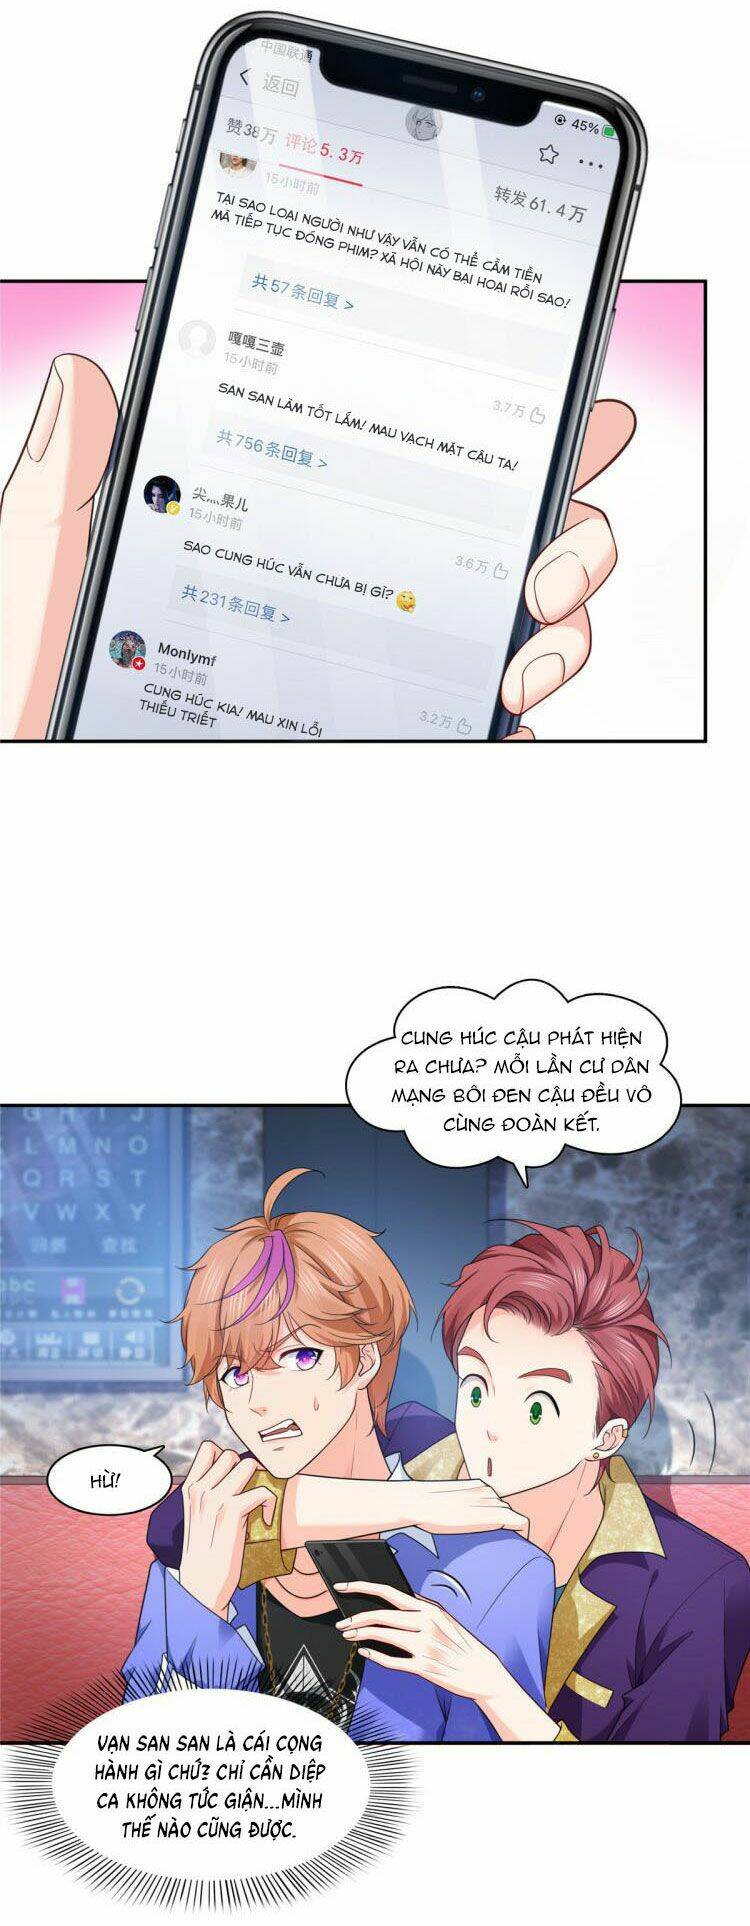 中国联通
返回
45%
赞38万 评论5.3万
转发61.4万
15小时前
TẠI SAO LOẠI NGƯỜI NHƯ VẬY VẪN CÓ THỂ CẦM TIỀN
MÀ TIẾP TỤC ĐÓNG PHIM? XÃ HỘI NÀY BẠI HOẠI RỒI SAO!
共57条回复 >
嘎嘎三壶
15小时前
3.7万
SAN SAN LÀM TỐT LẮM! MAU VẠCH MẶT CẬU TA!
共756条回复 >
尖灬果儿
15小时前
3.6万
SAO CUNG HÚC VẪN CHƯA BỊ GÌ?
共231条回复 >
Monlymf
15小时前
3.2万
CUNG HÚC KIA! MAU XIN LỖI
THIẾU TRIẾT
CUNG HÚC CẬU PHÁT HIỆN
RA CHƯA? MỖI LẦN CƯ DÂN
MẠNG BÔI ĐEN CẬU ĐỀU VÔ
CÙNG ĐOÀN KẾT.
G H I J
L M N O
Q R S T
V W X Y
abc
HỪ!
VẠN SAN SAN LÀ CÁI CỌNG
HÀNH GÌ CHỨ? CHỈ CẦN DIỆP
CA KHÔNG TỨC GIẬN...MÌNH
THẾ NÀO CŨNG ĐƯỢC.